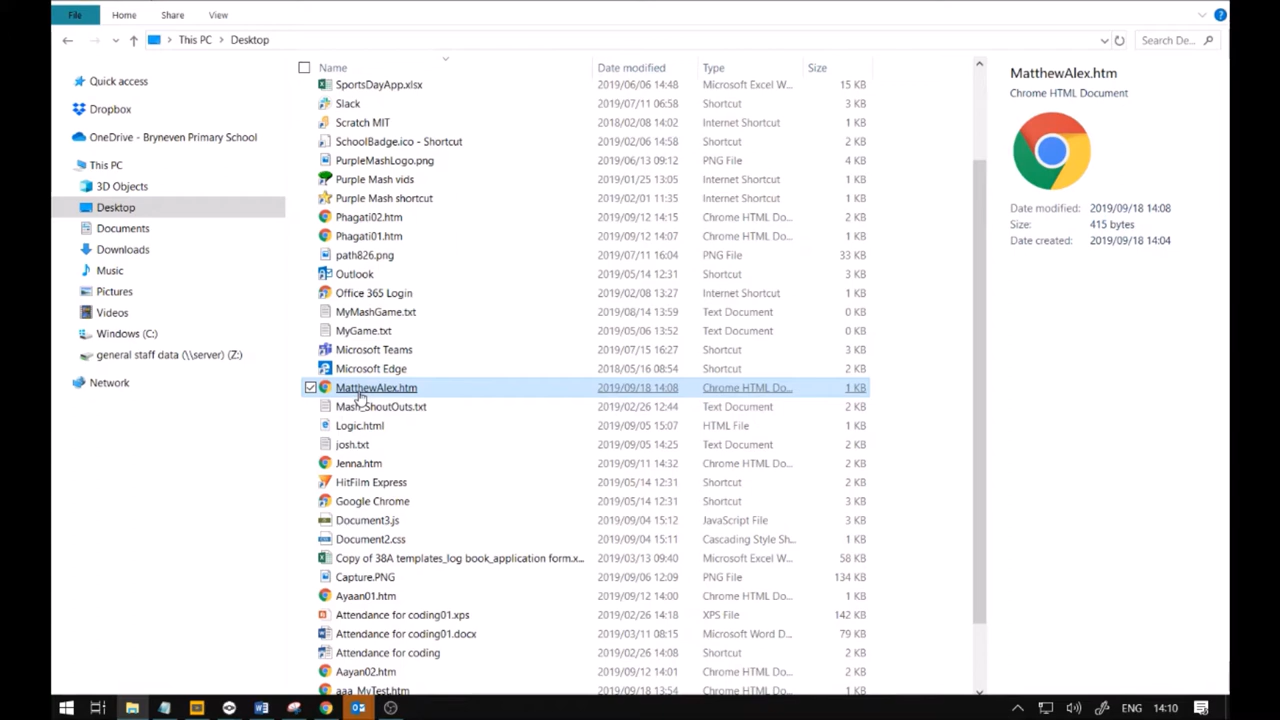 File Home Share View
This PC Desktop Search De...
Name Date modified Type Size
SportsDayApp.xlsx 2019/06/06 14:48 Microsoft Excel W... 15 KB
Slack 2019/07/11 06:58 Shortcut 3 KB
Scratch MIT 2018/02/08 14:02 Internet Shortcut 1 KB
SchoolBadge.ico - Shortcut 2019/02/06 14:58 Shortcut 2 KB
PurpleMashLogo.png 2019/06/13 09:12 PNG File 4 KB
Purple Mash vids 2019/01/25 13:05 Internet Shortcut 1 KB
Purple Mash shortcut 2019/02/01 11:35 Internet Shortcut 1 KB
Phagati02.htm 2019/09/12 14:15 Chrome HTML Do... 1 KB
Phagati01.htm 2019/09/12 14:07 Chrome HTML Do... 1 KB
path826.png 2019/07/11 16:04 PNG File 33 KB
Outlook 2019/05/14 12:31 Shortcut 3 KB
Office 365 Login 2019/02/08 13:27 Internet Shortcut 1 KB
MyMashGame.txt 2019/08/14 13:59 Text Document 0 KB
MyGame.txt 2019/05/06 13:52 Text Document 0 KB
Microsoft Teams 2019/07/15 16:27 Shortcut 3 KB
Microsoft Edge 2018/05/16 08:54 Shortcut 2 KB
MatthewAlex.htm 2019/09/18 14:08 Chrome HTML Do... 1 KB
Mash_ShoutOuts.txt 2019/02/26 12:44 Text Document 2 KB
Logic.html 2019/09/05 15:07 HTML File 2 KB
josh.txt 2019/09/05 14:25 Text Document 2 KB
Jenna.htm 2019/09/11 14:32 Chrome HTML Do... 2 KB
HitFilm Express 2019/05/14 12:31 Shortcut 2 KB
Google Chrome 2019/05/14 12:31 Shortcut 3 KB
Document3.js 2019/09/04 15:12 JavaScript File 3 KB
Document2.css 2019/09/04 15:11 Cascading Style Sh... 2 KB
Copy of 38A templates_log book_application form.x... 2019/03/13 09:40 Microsoft Excel W... 58 KB
Capture.PNG 2019/09/06 12:09 PNG File 134 KB
Ayaan01.htm 2019/09/12 14:00 Chrome HTML Do... 1 KB
Attendance for coding01.xps 2019/02/26 14:18 XPS File 142 KB
Attendance for coding01.docx 2019/03/11 08:15 Microsoft Word D... 79 KB
Attendance for coding 2019/02/26 14:08 Shortcut 2 KB
Aayan02.htm 2019/09/12 14:01 Chrome HTML Do... 1 KB
aaa_MyTest.htm 2019/09/18 13:54 Chrome HTML Do... 1 KB
Quick access
Dropbox
OneDrive - Bryneven Primary School
This PC
3D Objects
Desktop
Documents
Downloads
Music
Pictures
Videos
Windows (C:)
general staff data (\\server) (Z:)
Network
MatthewAlex.htm
Chrome HTML Document
Date modified: 2019/09/18 14:08
Size: 415 bytes
Date created: 2019/09/18 14:04
ENG 14:10